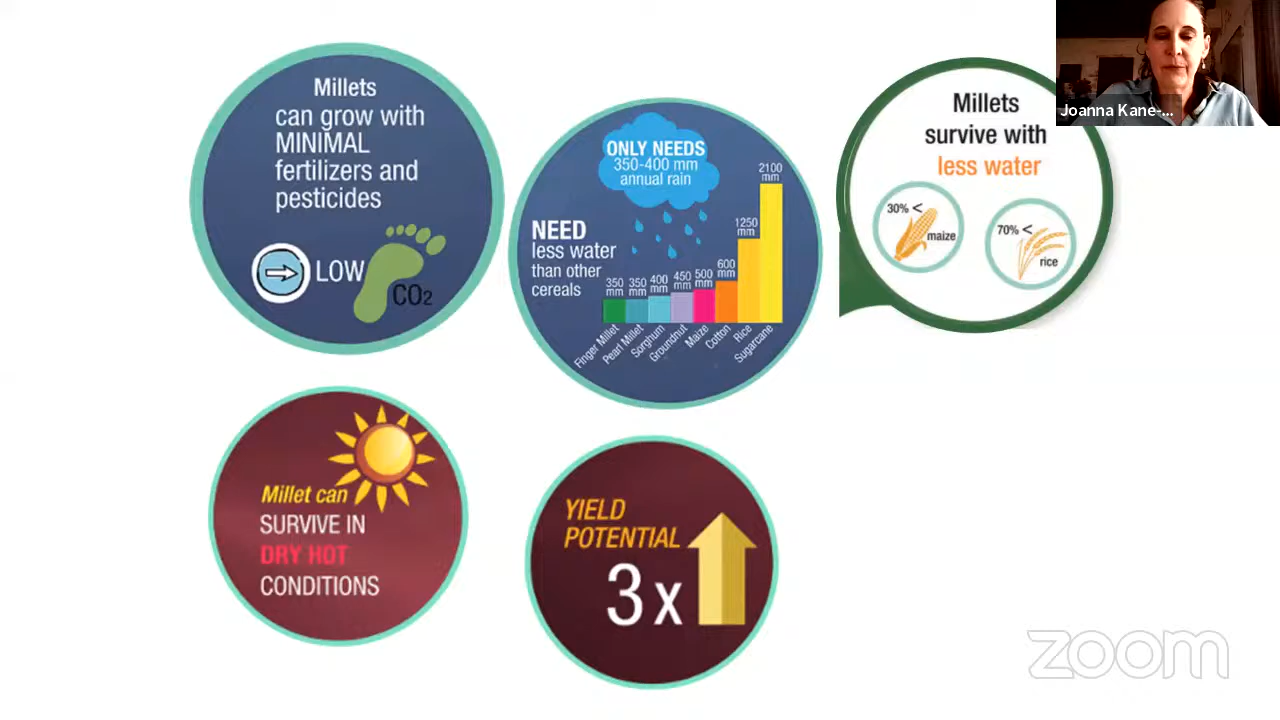 Millets
can grow with
MINIMAL
fertilizers and
pesticides
LOW
CO2
ONLY NEEDS
350-400 mm
annual rain
NEED
less water
than other
cereals
350 mm
350 mm
400 mm
450 mm
500 mm
600 mm
1250 mm
2100 mm
Finger Millet
Pearl Millet
Sorghum
Groundnut
Maize
Cotton
Rice
Sugarcane
Millets
survive with
less water
30% <
maize
70% <
rice
Joanna Kane-...
Millet can
SURVIVE IN
DRY HOT
CONDITIONS
YIELD
POTENTIAL
3x
zoom